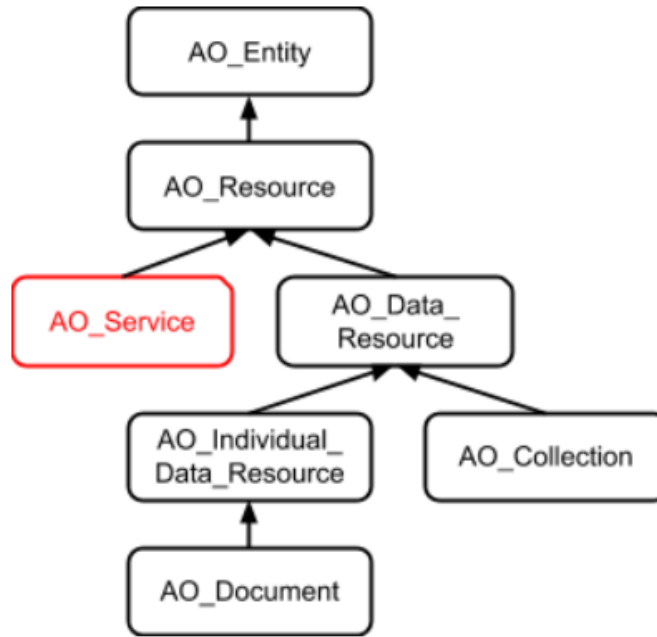 AO_Entity
AO_Resource
AO_Service
AO_Data_
Resource
AO_Individual_
Data_Resource
AO_Collection
AO_Document